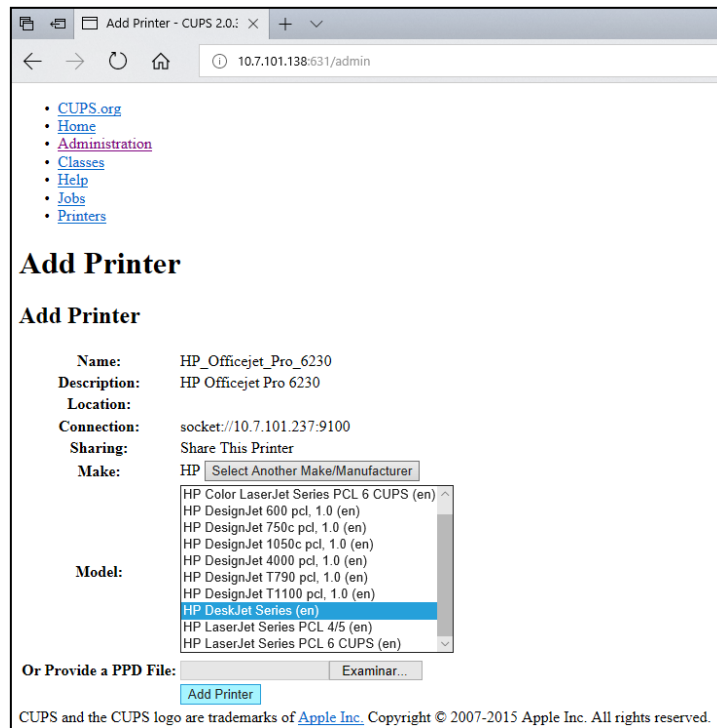 Add Printer - CUPS 2.0.:
10.7.101.138:631/admin
CUPS.org
Home
Administration
Classes
Help
Jobs
Printers
Add Printer
Add Printer
Name: HP_Officejet_Pro_6230
Description: HP Officejet Pro 6230
Location:
Connection: socket://10.7.101.237:9100
Sharing: Share This Printer
Make: HP Select Another Make/Manufacturer
HP Color LaserJet Series PCL 6 CUPS (en)
HP DesignJet 600 pcl, 1.0 (en)
HP DesignJet 750c pcl, 1.0 (en)
HP DesignJet 1050c pcl, 1.0 (en)
HP DesignJet 4000 pcl, 1.0 (en)
Model:
HP DesignJet T790 pcl, 1.0 (en)
HP DesignJet T1100 pcl, 1.0 (en)
HP DeskJet Series (en)
HP LaserJet Series PCL 4/5 (en)
HP LaserJet Series PCL 6 CUPS (en)
Or Provide a PPD File: Examinar...
Add Printer
CUPS and the CUPS logo are trademarks of Apple Inc. Copyright © 2007-2015 Apple Inc. All rights reserved.